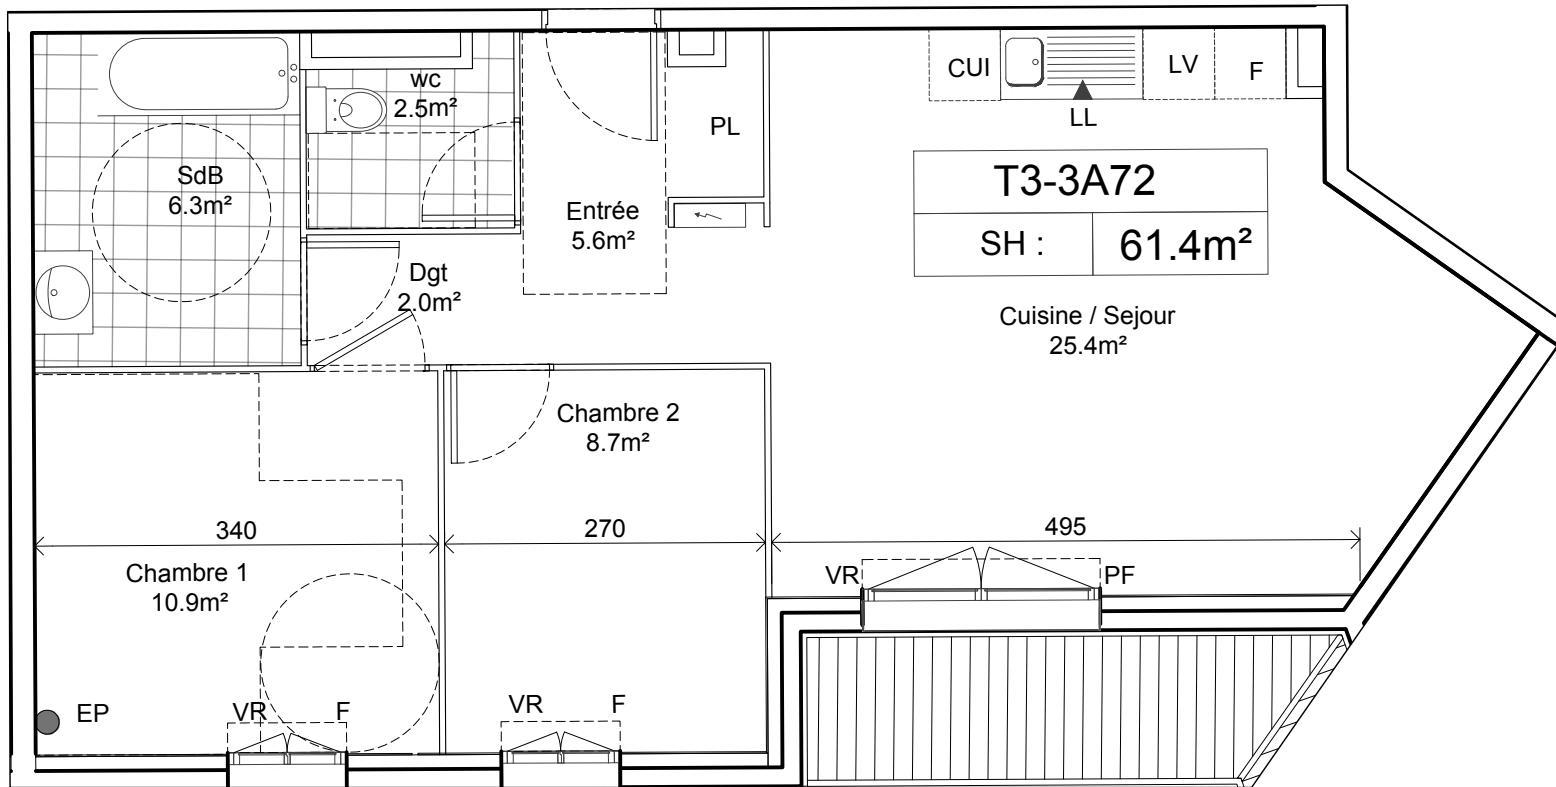 wc
2.5m²
SdB
6.3m²
Entrée
5.6m²
PL
Dgt
2.0m²
CUI
LV
F
LL
T3-3A72
SH :
61.4m²
Cuisine / Sejour
25.4m²
Chambre 2
8.7m²
340
270
495
Chambre 1
10.9m²
VR
PF
EP
VR
F
VR
F